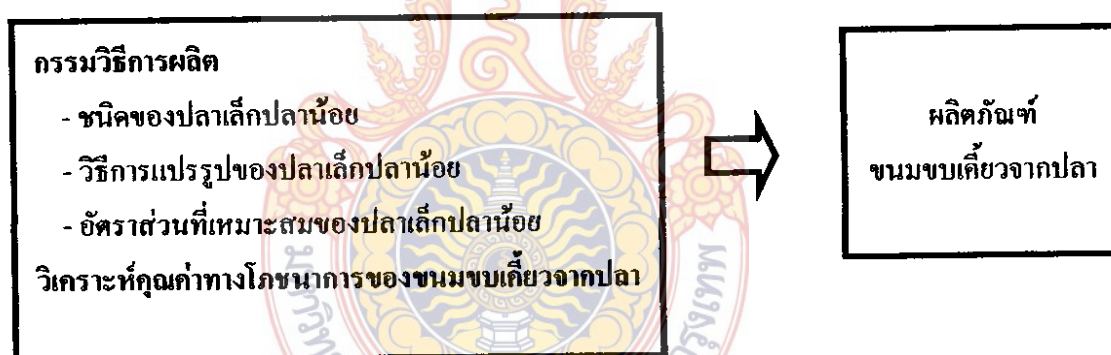 กรรมวิธีการผลิต
- ชนิดของปลาเล็กปลาน้อย
- วิธีการแปรรูปของปลาเล็กปลาน้อย
- อัตราส่วนที่เหมาะสมของปลาเล็กปลาน้อย
วิเคราะห์คุณค่าทางโภชนาการของขนมขบเคี้ยวจากปลา
ผลิตภัณฑ์
ขนมขบเคี้ยวจากปลา